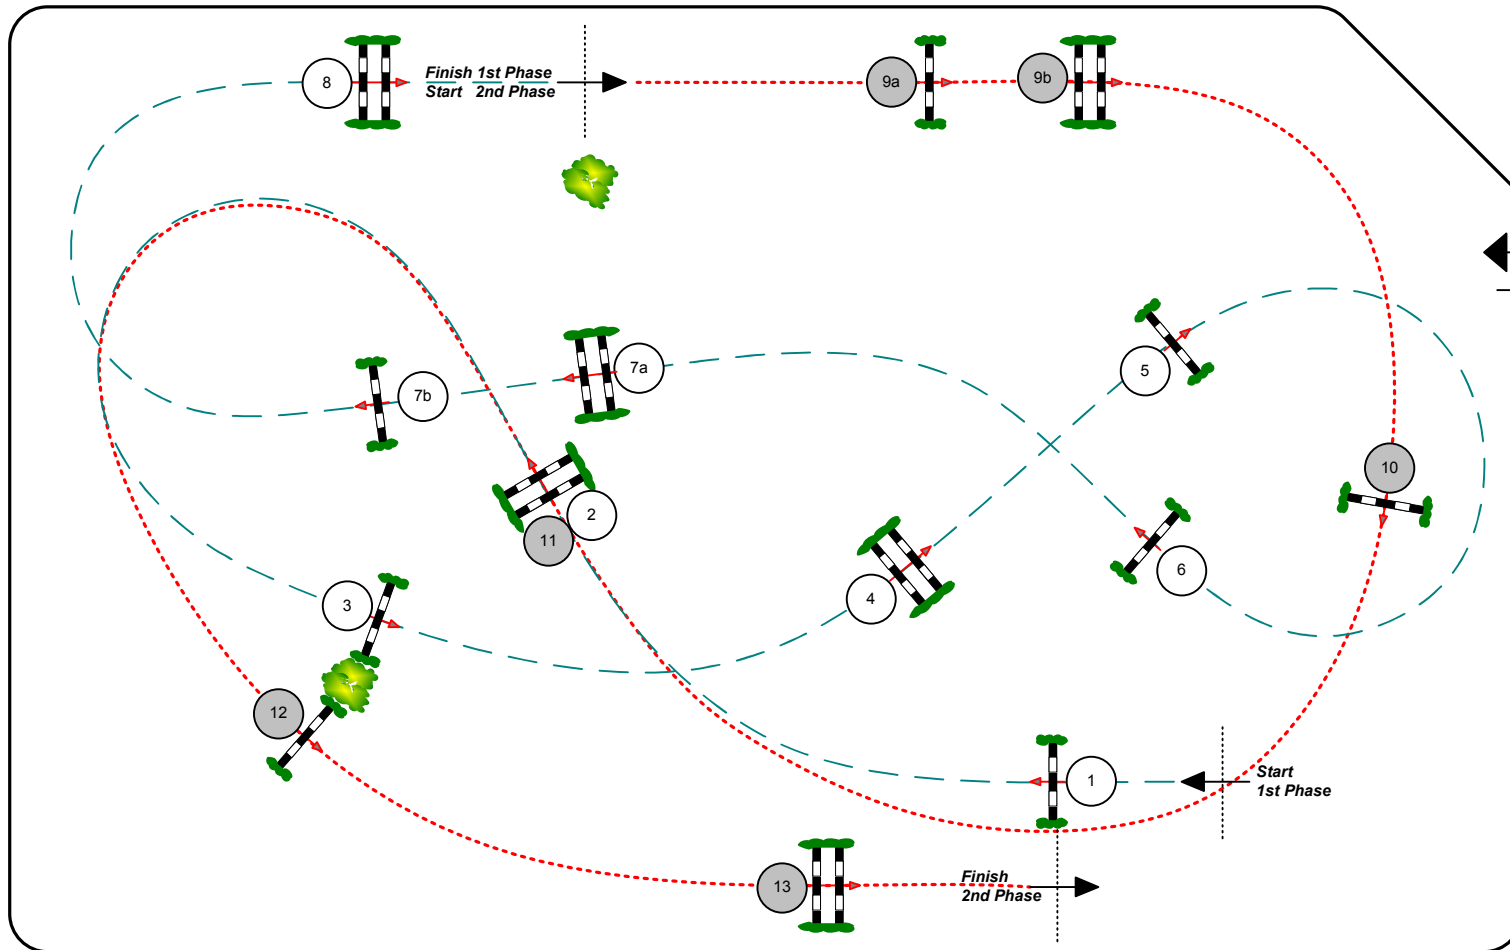 8
Finish 1st Phase
Start 2nd Phase
9a
9b
7a
5
7b
10
2
11
6
4
3
12
1
Start
1st Phase
13
Finish
2nd Phase